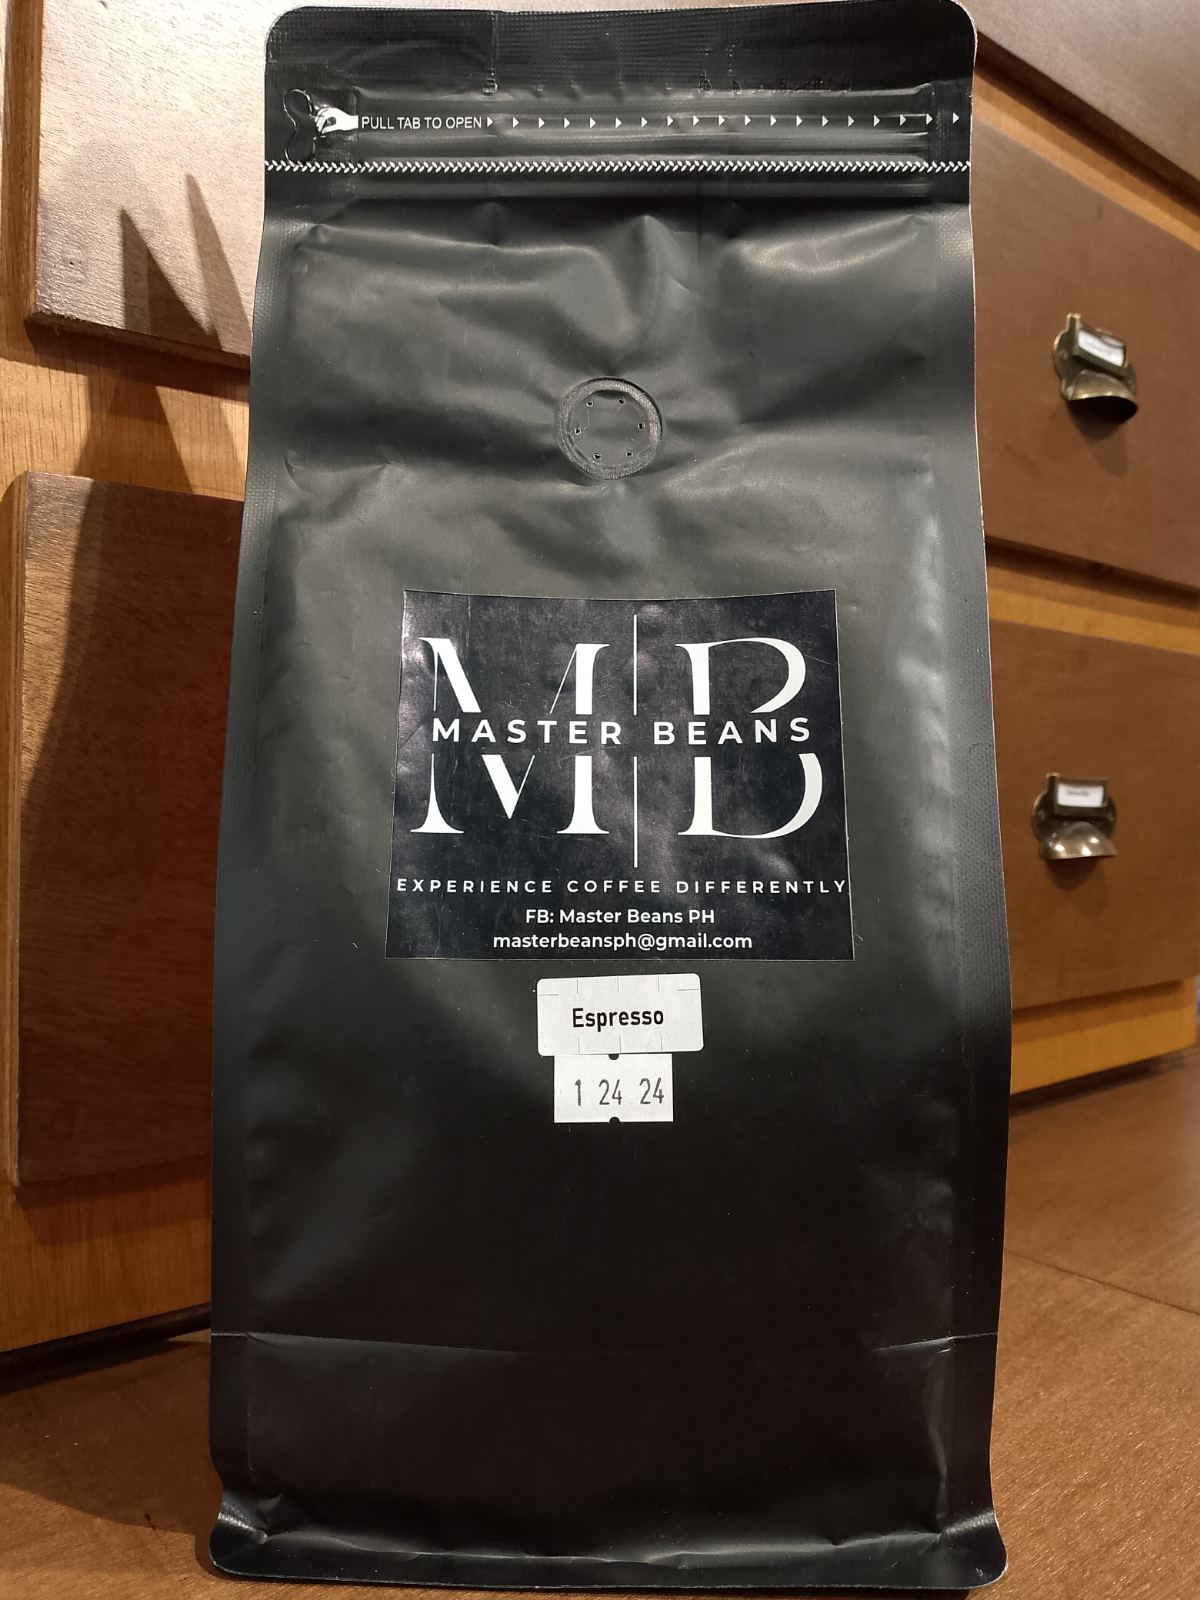 PULL TAB TO OPEN
MB
MASTER BEANS
EXPERIENCE COFFEE DIFFERENTLY
FB: Master Beans PH
masterbeansph@gmail.com
Espresso
1 24 24